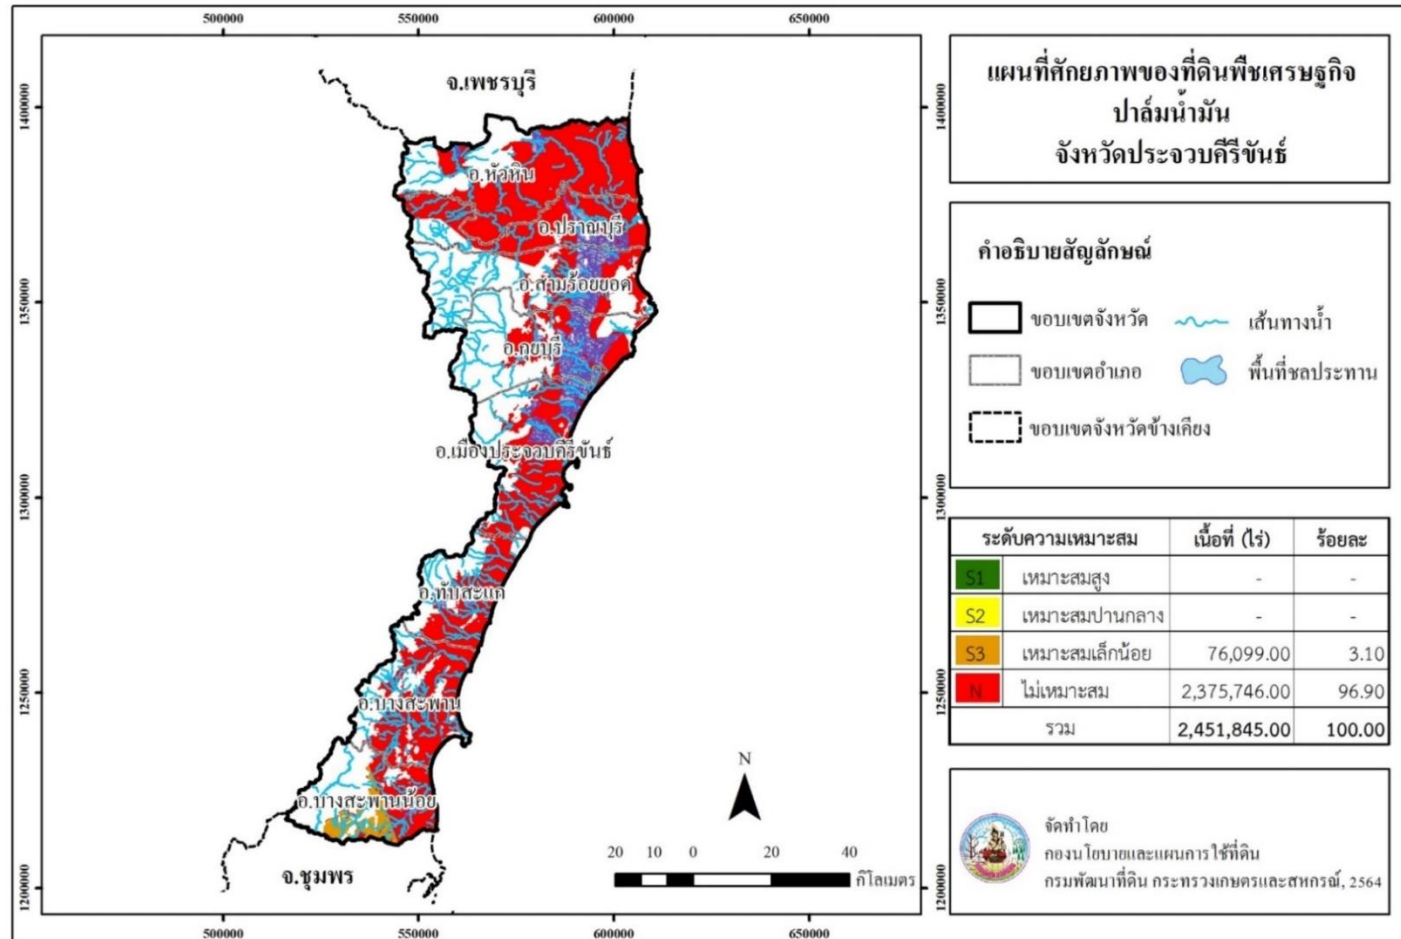 500000 550000 600000 650000
1400000
1350000
1300000
1250000
1200000
จ.เพชรบุรี
อ.หัวหิน
อ.ปราณบุรี
อ.สามร้อยยอด
อ.กุยบุรี
อ.เมืองประจวบคีรีขันธ์
อ.ทับสะแก
อ.บางสะพาน
อ.บางสะพานน้อย
จ.ชุมพร
N
20 10 0 20 40
กิโลเมตร
1400000
1350000
1300000
1250000
1200000
500000 550000 600000 650000
แผนที่ศักยภาพของที่ดินพืชเศรษฐกิจ
ปาล์มน้ำมัน
จังหวัดประจวบคีรีขันธ์
คำอธิบายสัญลักษณ์
ขอบเขตจังหวัด เส้นทางน้ำ
ขอบเขตอำเภอ พื้นที่ชลประทาน
ขอบเขตจังหวัดข้างเคียง
ระดับความเหมาะสม เนื้อที่ (ไร่) ร้อยละ
S1 เหมาะสมสูง - -
S2 เหมาะสมปานกลาง - -
S3 เหมาะสมเล็กน้อย 76,099.00 3.10
N ไม่เหมาะสม 2,375,746.00 96.90
รวม 2,451,845.00 100.00
จัดทำโดย
กองนโยบายและแผนการใช้ที่ดิน
กรมพัฒนาที่ดิน กระทรวงเกษตรและสหกรณ์, 2564